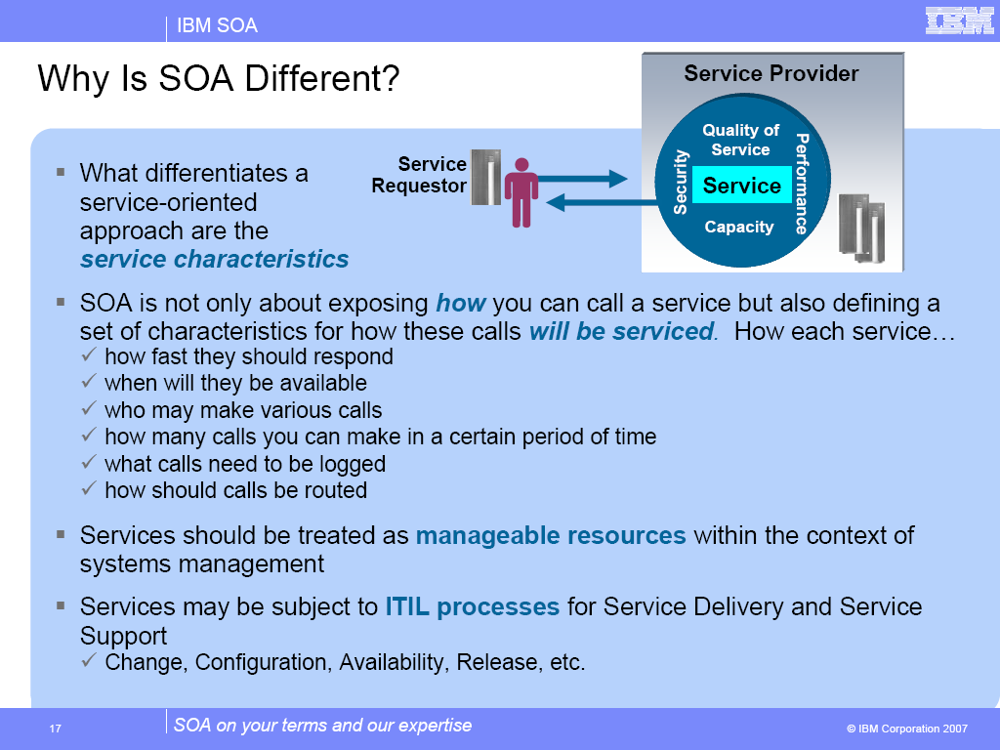 IBM SOA
IBM
Why Is SOA Different?
Service Provider
Quality of
Service
Security
Performance
Service
Capacity
Service
Requestor
What differentiates a
service-oriented
approach are the
service characteristics
SOA is not only about exposing how you can call a service but also defining a
set of characteristics for how these calls will be serviced. How each service…
how fast they should respond
when will they be available
who may make various calls
how many calls you can make in a certain period of time
what calls need to be logged
how should calls be routed
Services should be treated as manageable resources within the context of
systems management
Services may be subject to ITIL processes for Service Delivery and Service
Support
Change, Configuration, Availability, Release, etc.
17
SOA on your terms and our expertise
© IBM Corporation 2007